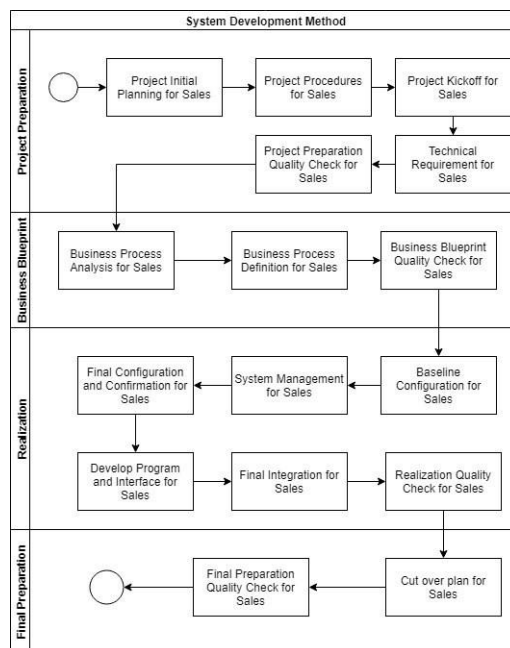 System Development Method
Project Preparation
Project Initial
Planning for Sales
Project Procedures
for Sales
Project Kickoff for
Sales
Technical
Requirement for
Sales
Project Preparation
Quality Check for
Sales
Business Blueprint
Business Process
Analysis for Sales
Business Process
Definition for Sales
Business Blueprint
Quality Check for
Sales
Realization
Baseline
Configuration for
Sales
System Management
for Sales
Final Configuration
and Confirmation for
Sales
Develop Program
and Interface for
Sales
Final Integration for
Sales
Realization Quality
Check for Sales
Final Preparation
Cut over plan for
Sales
Final Preparation
Quality Check for
Sales